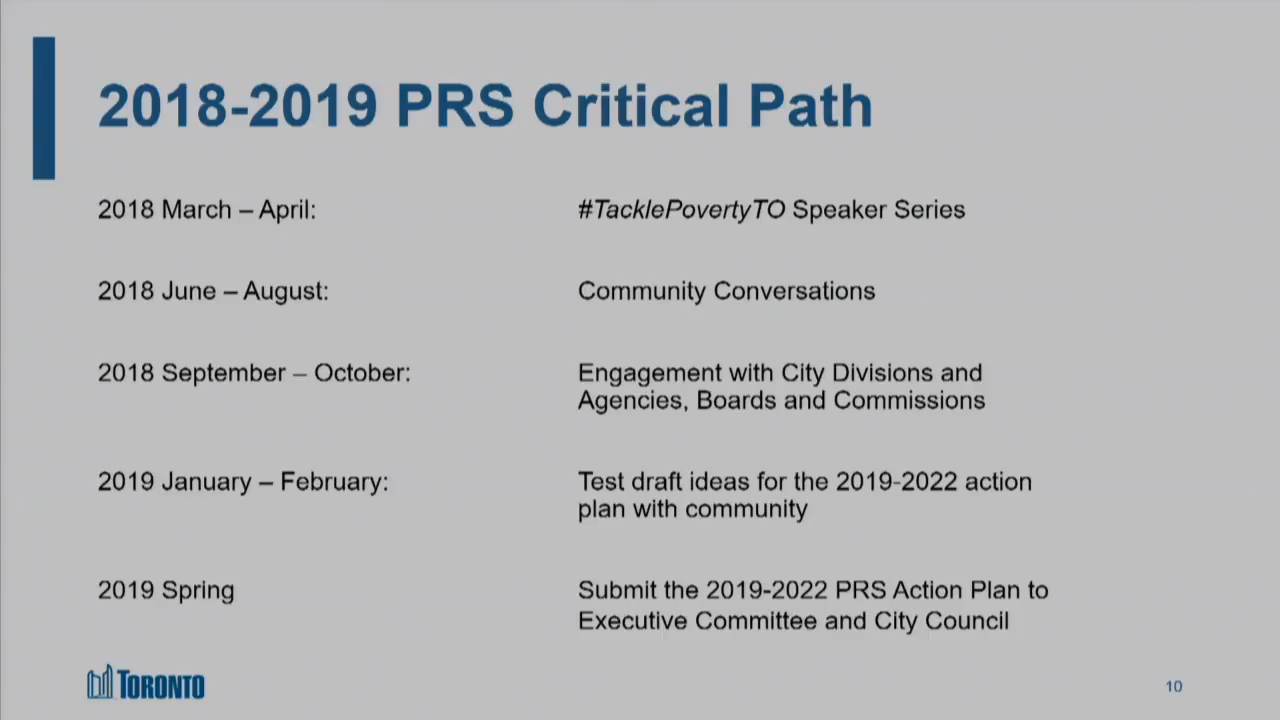 2018-2019 PRS Critical Path
2018 March – April:
#TacklePovertyTO Speaker Series
2018 June – August:
Community Conversations
2018 September – October:
Engagement with City Divisions and
Agencies, Boards and Commissions
2019 January – February:
Test draft ideas for the 2019-2022 action
plan with community
2019 Spring
Submit the 2019-2022 PRS Action Plan to
Executive Committee and City Council
TORONTO
10